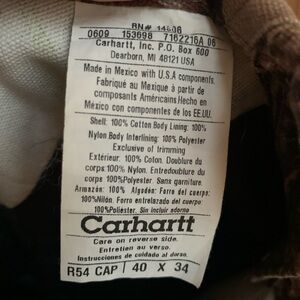 RN# 14806
0609 153698 7162216A 06
Carhartt, Inc. P.O. Box 600
Dearborn, MI 48121 USA
Made in Mexico with U.S.A components.
Fabriqué au Mexique à partir de
composants Américains.Hecho en
México con componentes de los EE.UU.
Shell: 100% Cotton Body Lining: 100%
Nylon Body Interlining: 100% Polyester
Exclusive of trimming
Extérieur: 100% Coton. Doublure du
corps 100% Nylon. Entredoublure du
corps: 100% Polyester Sans garniture.
Armazón: 100% Algodón: Forro del cuerpo:
100%Nilón. Forro Entretela del cuerpo:
100%Poliéster. Sin incluir adorno
Carhartt
Care on reverse side.
Entretien au verso.
Instrucciones de cuidado al dorso.
R54 CAP 40 X 34